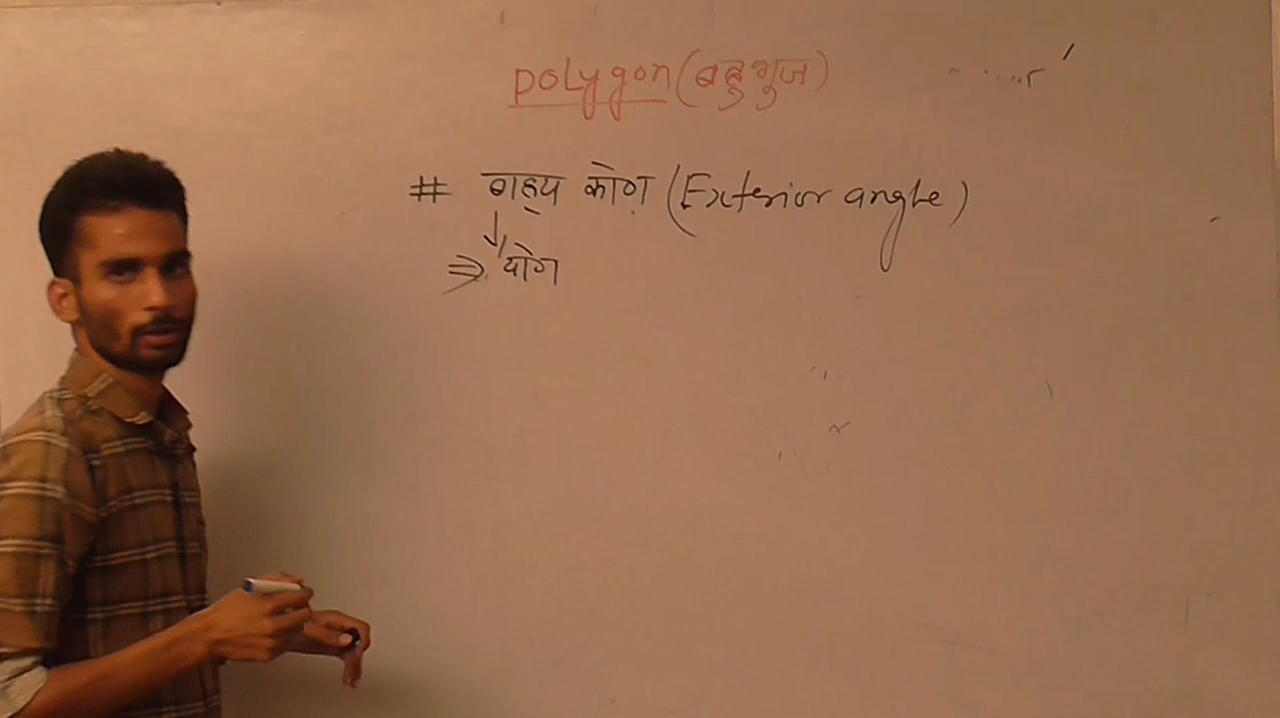 polygon (बहुभुज)
# बाह्य कोण (Exterior angle)
↓
⇒ योग